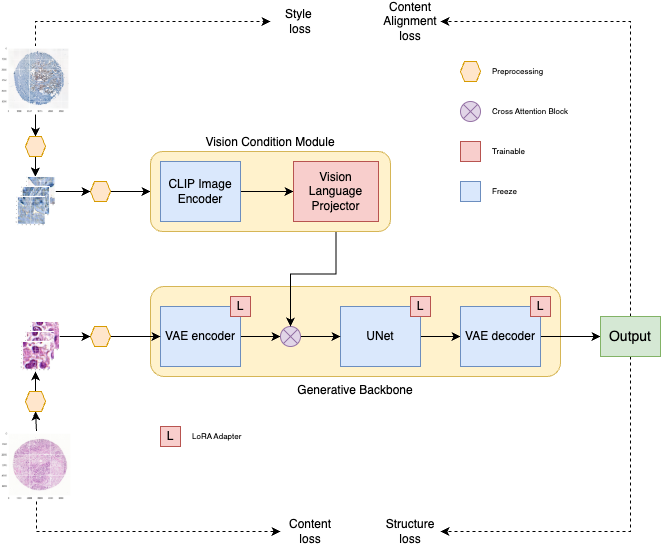 Style
loss
Content
Alignment
loss
Preprocessing
Cross Attention Block
Trainable
Freeze
Vision Condition Module
CLIP Image
Encoder
Vision
Language
Projector
L
L
L
VAE encoder
UNet
VAE decoder
Output
Generative Backbone
L
LoRA Adapter
Content
loss
Structure
loss